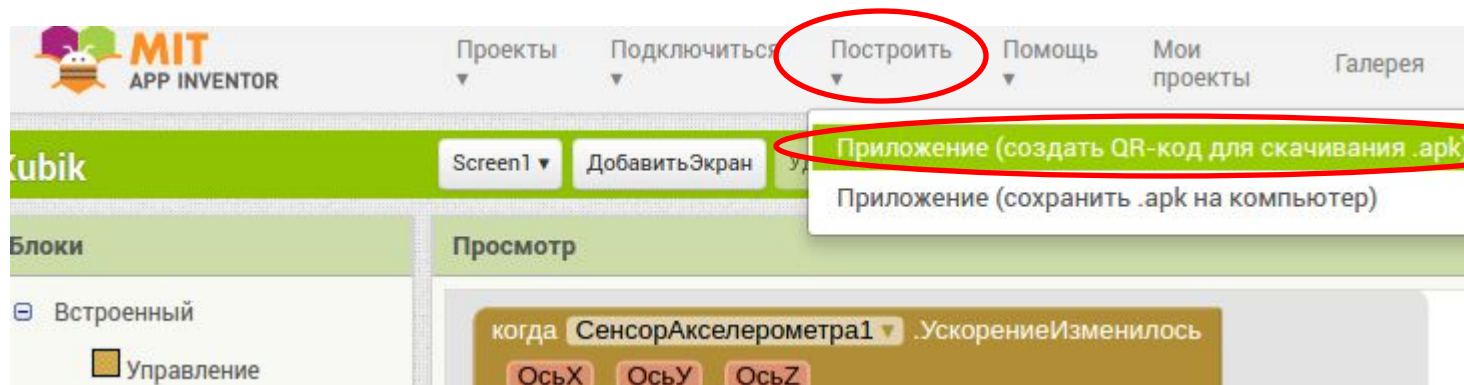 MIT
APP INVENTOR
Проекты
Подключиться
Построить
Помощь
Мои
проекты
Галерея
Kubik
Screen1
ДобавитьЭкран
Приложение (создать QR-код для скачивания .apk)
Приложение (сохранить .apk на компьютер)
Блоки
Просмотр
Встроенный
Управление
когда СенсорАкселерометра1 .УскорениеИзменилось
ОсьX ОсьY ОсьZ